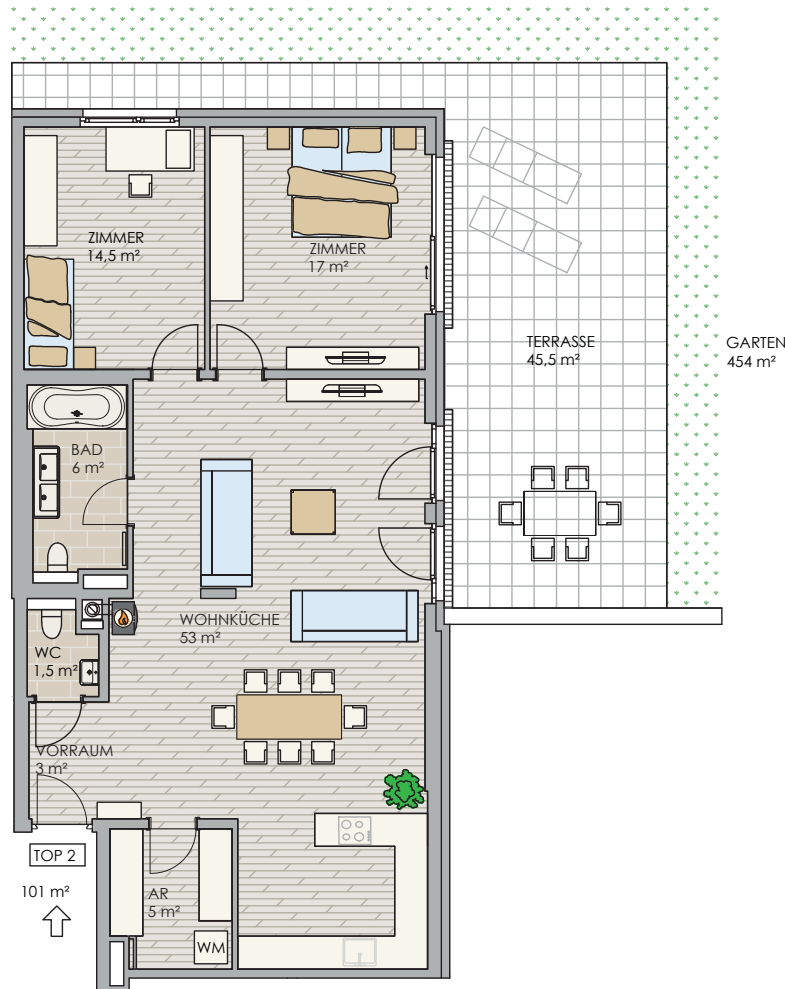 ZIMMER
14,5 m²
ZIMMER
17 m²
TERRASSE
45,5 m²
GARTEN
454 m²
BAD
6 m²
WOHNKÜCHE
53 m²
WC
1,5 m²
VORRAUM
3 m²
TOP 2
101 m²
AR
5 m²
WM